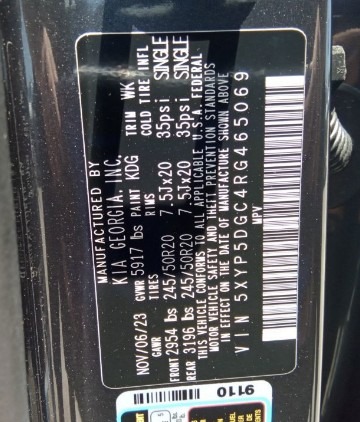 MANUFACTURED BY
KIA GEORGIA, INC.
NOV/06/23 GVWR 5917 lbs PAINT KDG TRIM WK
GAWR TIRES RIMS COLD TIRE INFL
FRONT 2954 lbs 245/50R20 7.5Jx20 35psi SINGLE
REAR 3196 lbs 245/50R20 7.5Jx20 35psi SINGLE
THIS VEHICLE CONFORMS TO ALL APPLICABLE U.S.A. FEDERAL
MOTOR VEHICLE SAFETY AND THEFT PREVENTION STANDARDS
IN EFFECT ON THE DATE OF MANUFACTURE SHOWN ABOVE
VIN 5XYP5DGC4RG465069
MPV
9110